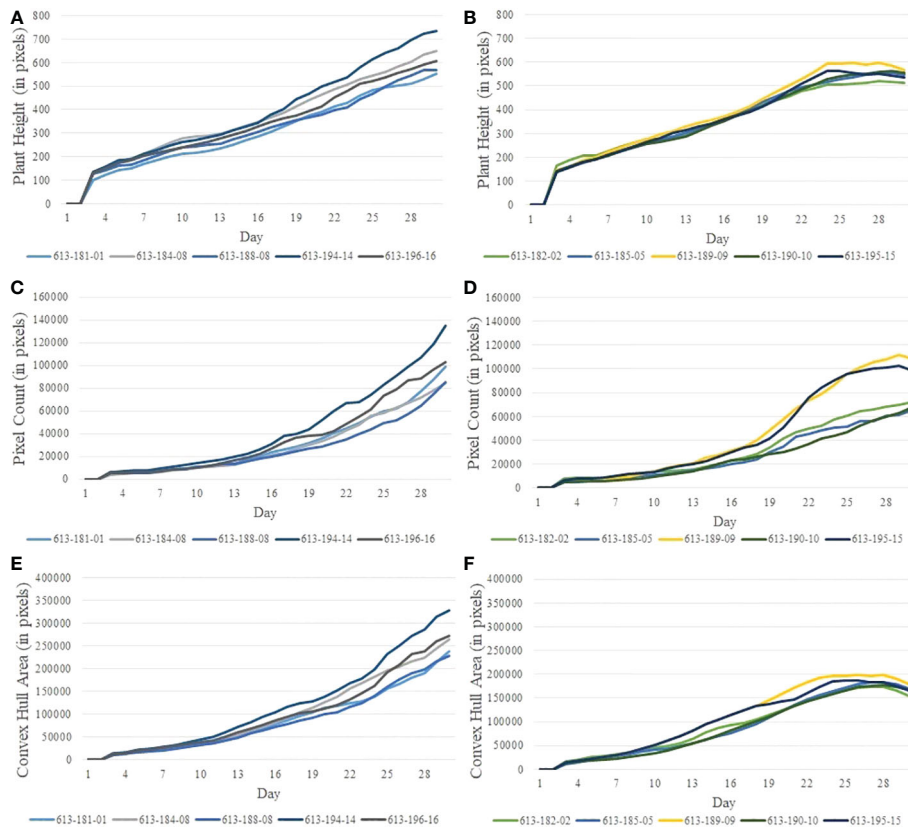 A
Plant Height (in pixels)
800
700
600
500
400
300
200
100
0
1 4 7 10 13 16 19 22 25 28
Day
613-181-01 613-184-08 613-188-08 613-194-14 613-196-16
B
Plant Height (in pixels)
800
700
600
500
400
300
200
100
0
1 4 7 10 13 16 19 22 25 28
Day
613-182-02 613-185-05 613-189-09 613-190-10 613-195-15
C
Pixel Count (in pixels)
160000
140000
120000
100000
80000
60000
40000
20000
0
1 4 7 10 13 16 19 22 25 28
Day
613-181-01 613-184-08 613-188-08 613-194-14 613-196-16
D
Pixel Count (in pixels)
160000
140000
120000
100000
80000
60000
40000
20000
0
1 4 7 10 13 16 19 22 25 28
Day
613-182-02 613-185-05 613-189-09 613-190-10 613-195-15
E
Convex Hull Area (in pixels)
400000
350000
300000
250000
200000
150000
100000
50000
0
1 4 7 10 13 16 19 22 25 28
Day
613-181-01 613-184-08 613-188-08 613-194-14 613-196-16
F
Convex Hull Area (in pixels)
400000
350000
300000
250000
200000
150000
100000
50000
0
1 4 7 10 13 16 19 22 25 28
Day
613-182-02 613-185-05 613-189-09 613-190-10 613-195-15